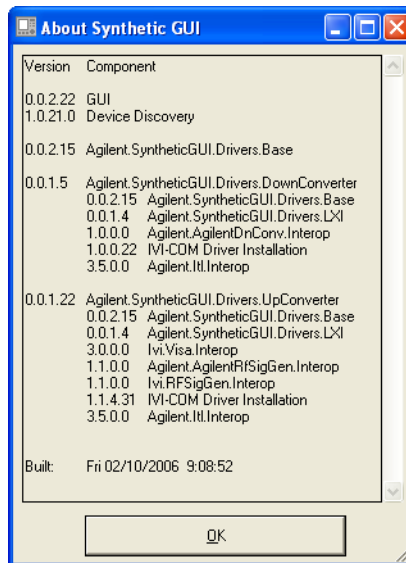 About Synthetic GUI
Version Component
0.0.2.22 GUI
1.0.21.0 Device Discovery
0.0.2.15 Agilent.SyntheticGUI.Drivers.Base
0.0.1.5 Agilent.SyntheticGUI.Drivers.DownConverter
0.0.2.15 Agilent.SyntheticGUI.Drivers.Base
0.0.1.4 Agilent.SyntheticGUI.Drivers.LXI
1.0.0.0 Agilent.AgilentDnConv.Interop
1.0.0.22 IVI-COM Driver Installation
3.5.0.0 Agilent.Itl.Interop
0.0.1.22 Agilent.SyntheticGUI.Drivers.UpConverter
0.0.2.15 Agilent.SyntheticGUI.Drivers.Base
0.0.1.4 Agilent.SyntheticGUI.Drivers.LXI
3.0.0.0 Ivi.Visa.Interop
1.1.0.0 Agilent.AgilentRfSigGen.Interop
1.1.0.0 Ivi.RFSigGen.Interop
1.1.4.31 IVI-COM Driver Installation
3.5.0.0 Agilent.Itl.Interop
Built: Fri 02/10/2006 9:08:52
OK